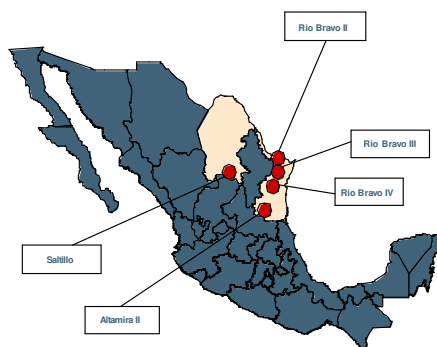 Rio Bravo II
Rio Bravo III
Rio Bravo IV
Saltillo
Altamira II